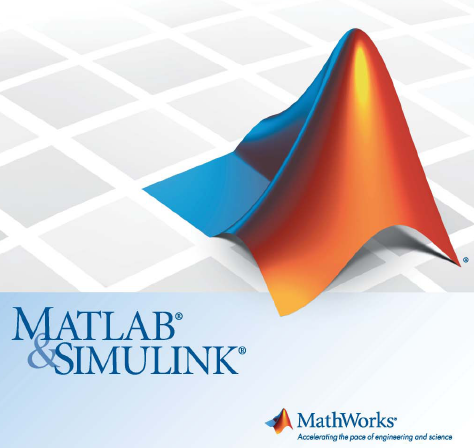 ®
MATLAB®
&SIMULINK®
MathWorks®
Accelerating the pace of engineering and science